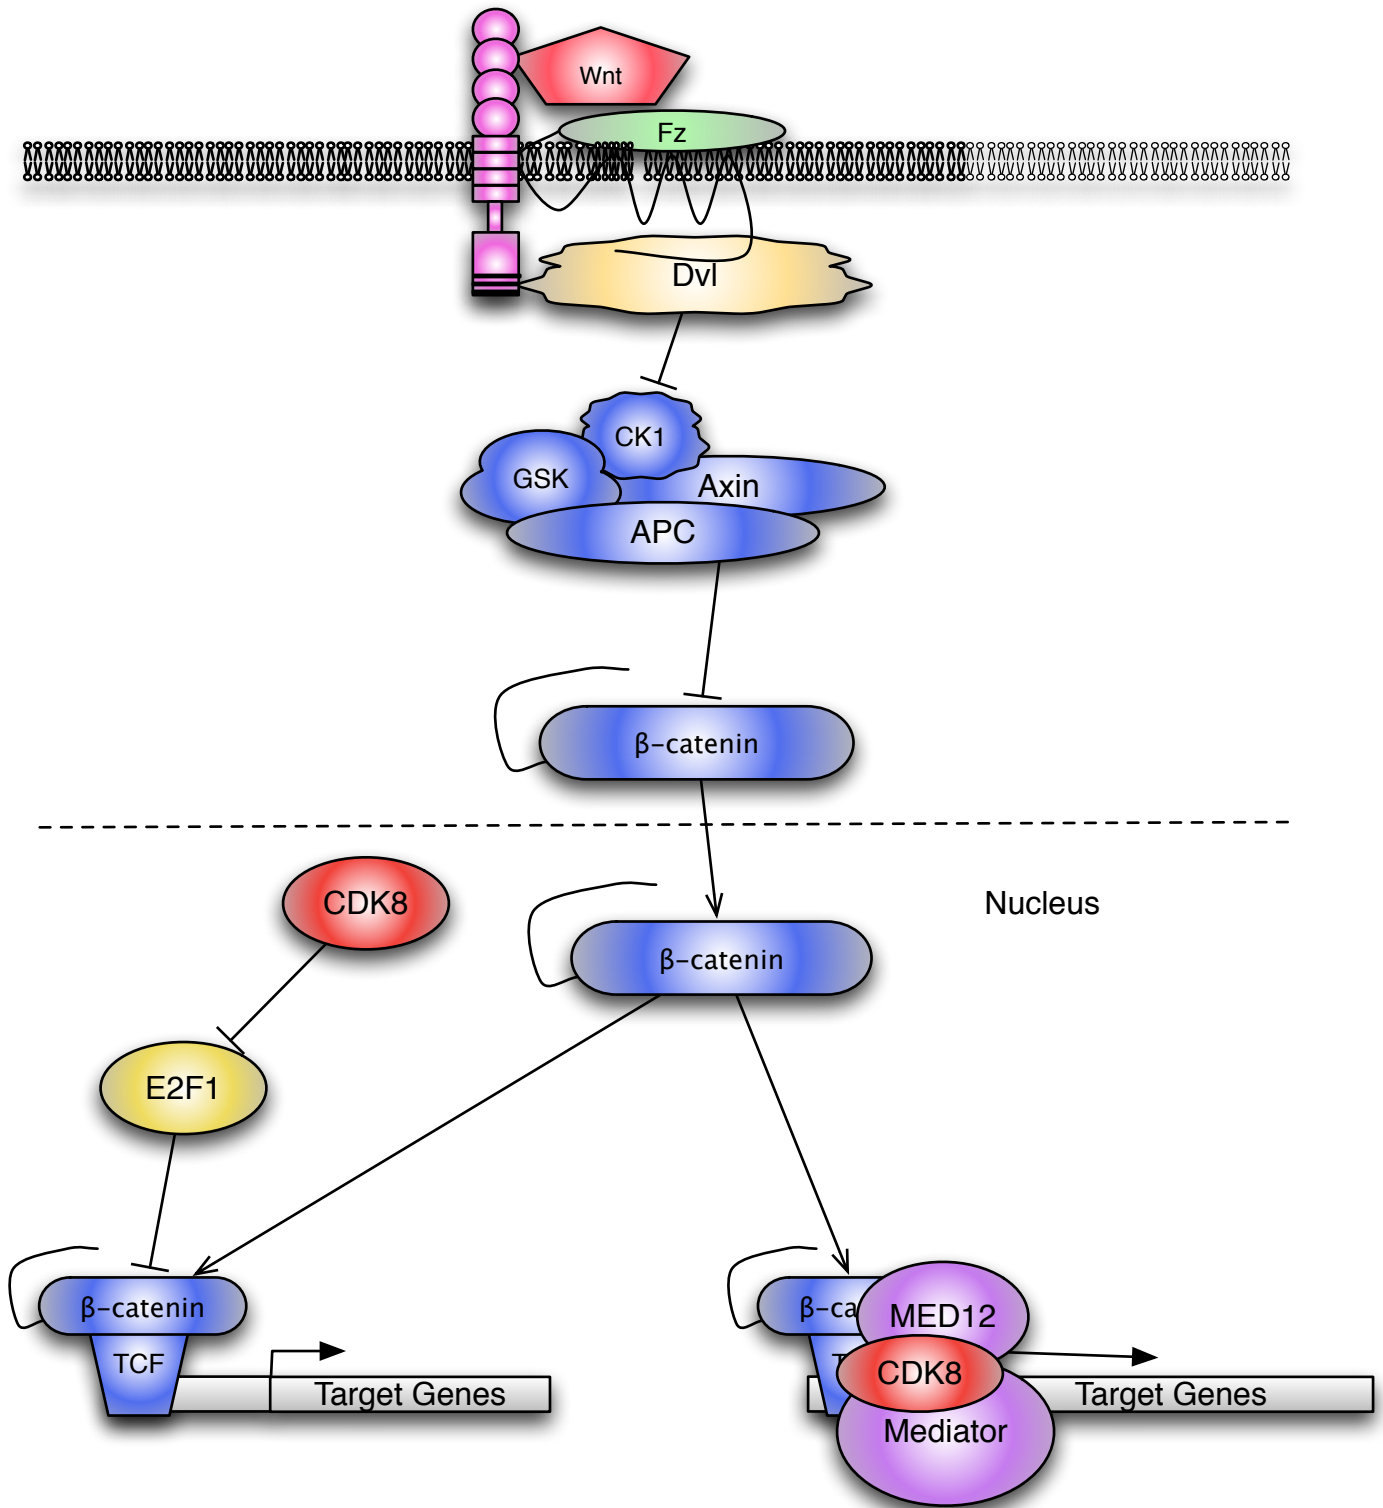 Wnt
Fz
Dvl
CK1
GSK
Axin
APC
β-catenin
CDK8
Nucleus
β-catenin
E2F1
β-catenin
TCF
Target Genes
β-ca
MED12
T
CDK8
Target Genes
Mediator